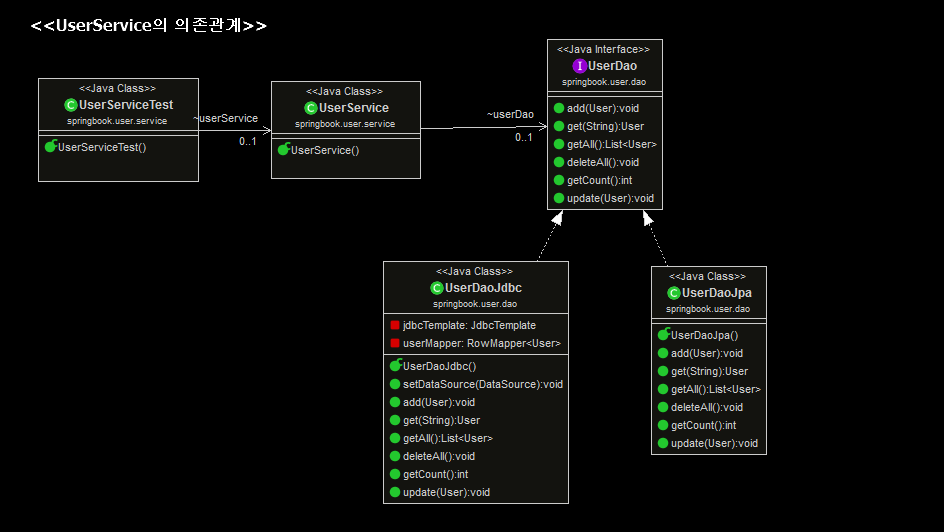 <<UserService의 의존관계>>
<<Java Class>>
C UserServiceTest
springbook.user.service
UserServiceTest()
~userService
0..1
<<Java Class>>
C UserService
springbook.user.service
UserService()
~userDao
0..1
<<Java Interface>>
I UserDao
springbook.user.dao
add(User):void
get(String):User
getAll():List<User>
deleteAll():void
getCount():int
update(User):void
<<Java Class>>
C UserDaoJdbc
springbook.user.dao
jdbcTemplate: JdbcTemplate
userMapper: RowMapper<User>
UserDaoJdbc()
setDataSource(DataSource):void
add(User):void
get(String):User
getAll():List<User>
deleteAll():void
getCount():int
update(User):void
<<Java Class>>
C UserDaoJpa
springbook.user.dao
UserDaoJpa()
add(User):void
get(String):User
getAll():List<User>
deleteAll():void
getCount():int
update(User):void